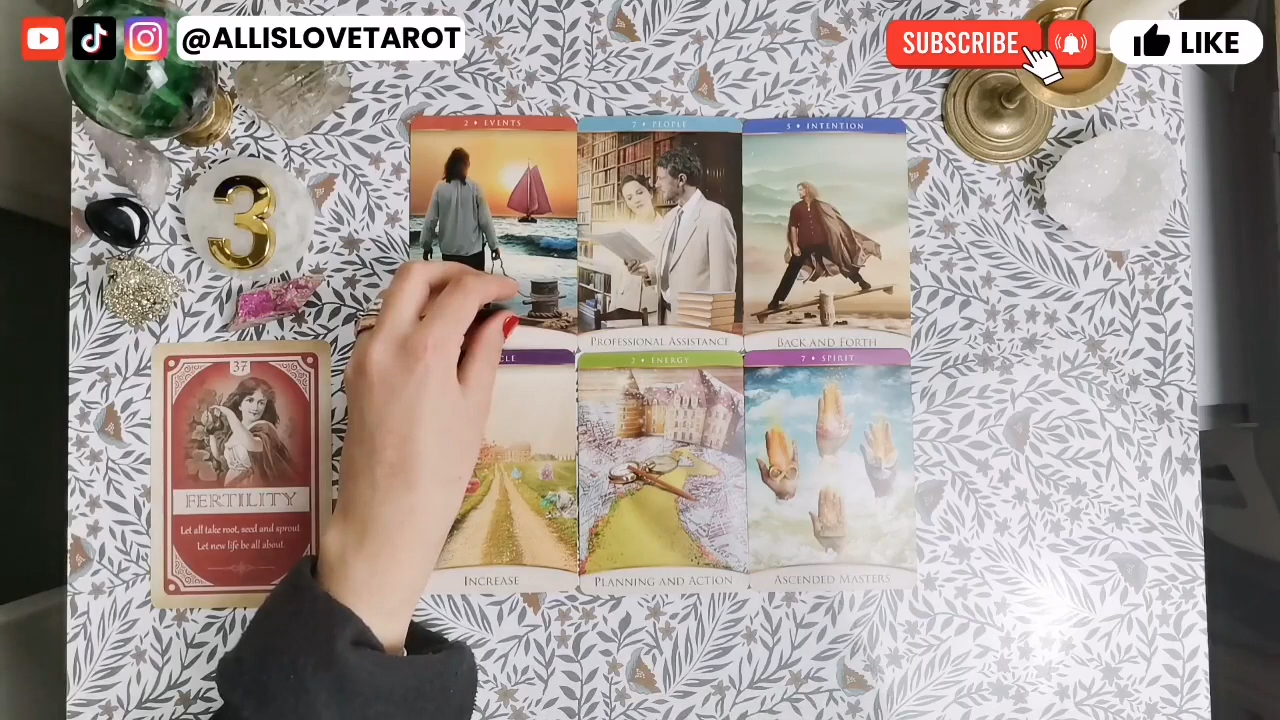 @ALLISLOVETAROT
SUBSCRIBE
LIKE
2 • EVENTS
7 • PEOPLE
5 • INTENTION
3
PROFESSIONAL ASSISTANCE
BACK AND FORTH
2 • ENERGY
7 • SPIRIT
37
FERTILITY
Let all take root, seed and sprout
Let new life be all about.
INCREASE
PLANNING AND ACTION
ASCENDED MASTERS